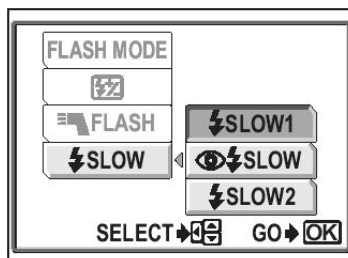 FLASH MODE
FLASH
SLOW1
SLOW
SLOW
SLOW2
SELECT GO OK